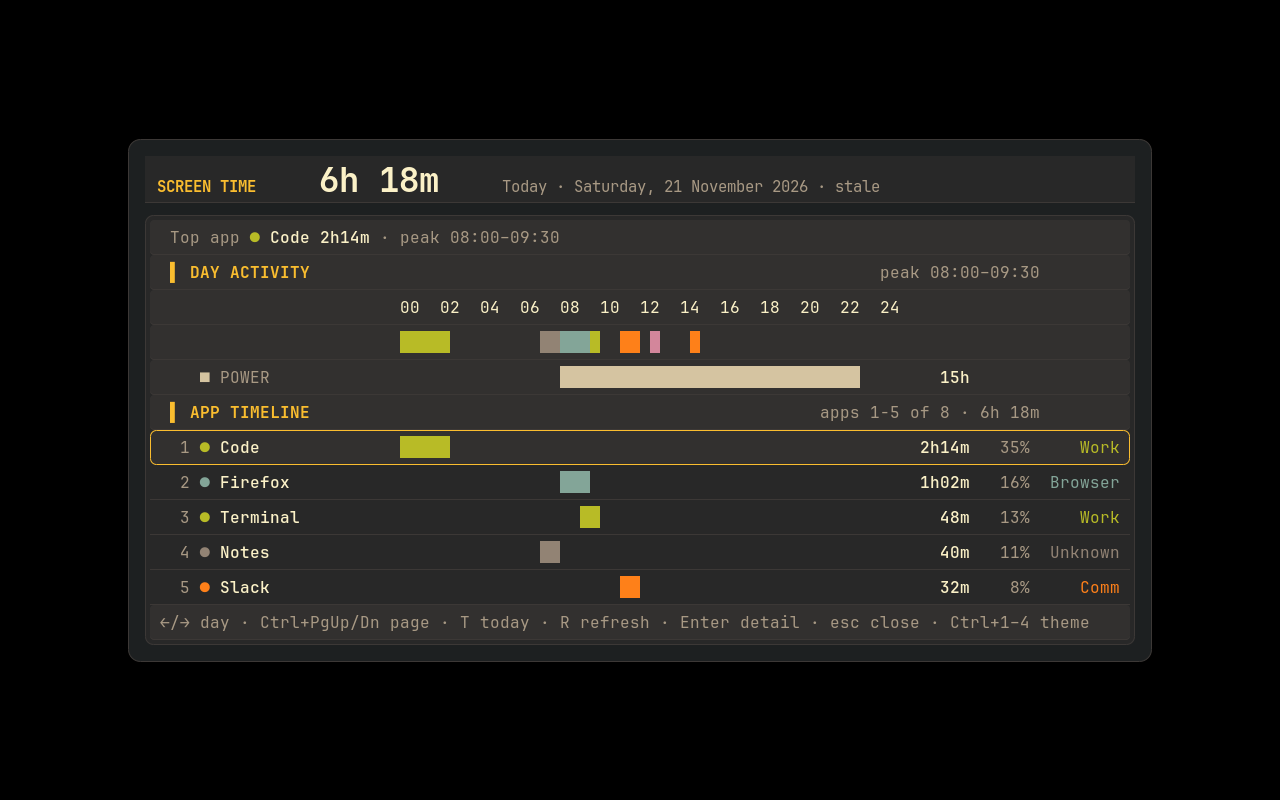 SCREEN TIME 6h 18m Today · Saturday, 21 November 2026 · stale
Top app ● Code 2h14m · peak 08:00–09:30
DAY ACTIVITY peak 08:00–09:30
00 02 04 06 08 10 12 14 16 18 20 22 24
POWER 15h
APP TIMELINE apps 1-5 of 8 · 6h 18m
1 ● Code 2h14m 35% Work
2 ● Firefox 1h02m 16% Browser
3 ● Terminal 48m 13% Work
4 ● Notes 40m 11% Unknown
5 ● Slack 32m 8% Comm
←/→ day · Ctrl+PgUp/Dn page · T today · R refresh · Enter detail · esc close · Ctrl+1–4 theme